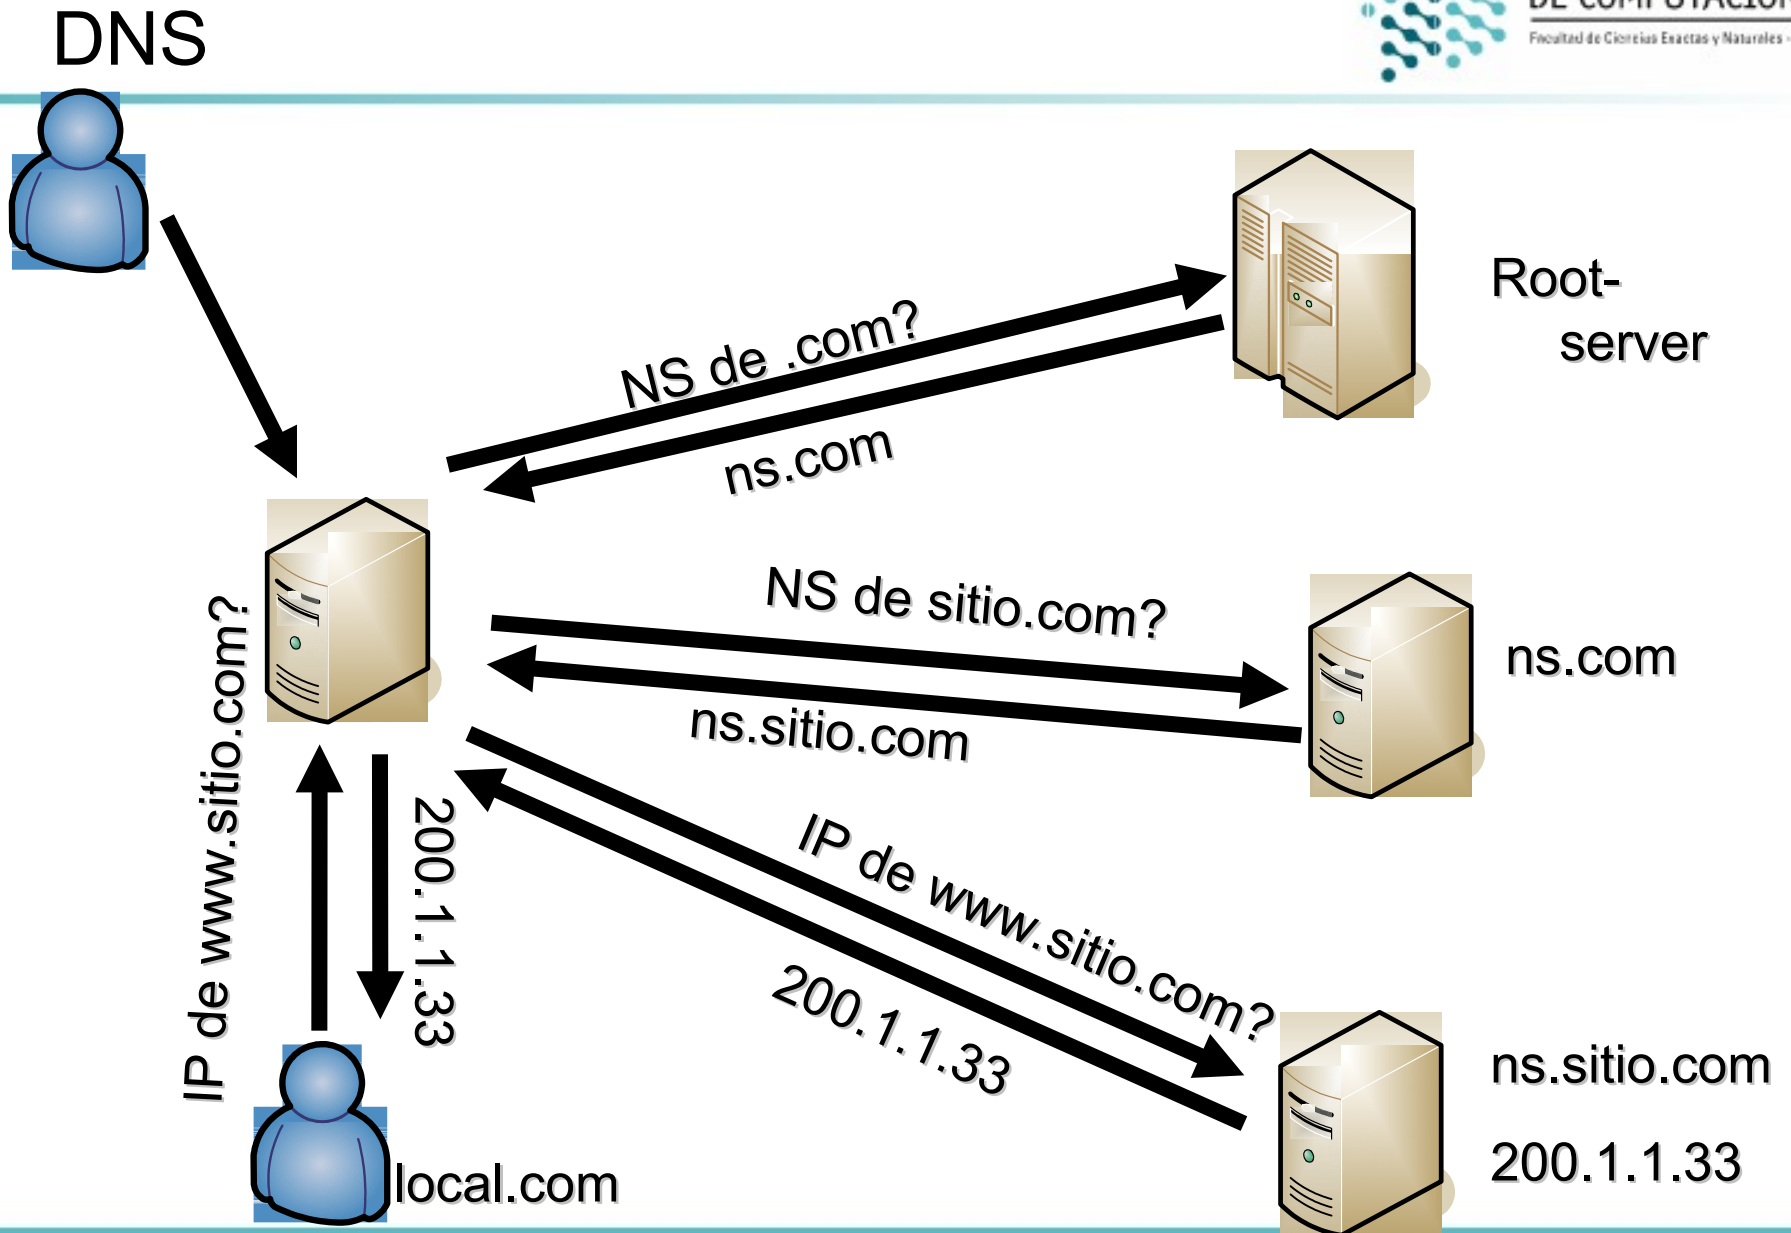 DNS
DE COMPUTACION
Facultad de Ciencias Exactas y Naturales -
NS de .com?
ns.com
Root-
server
NS de sitio.com?
ns.sitio.com
ns.com
IP de www.sitio.com?
200.1.1.33
IP de www.sitio.com?
200.1.1.33
local.com
ns.sitio.com
200.1.1.33